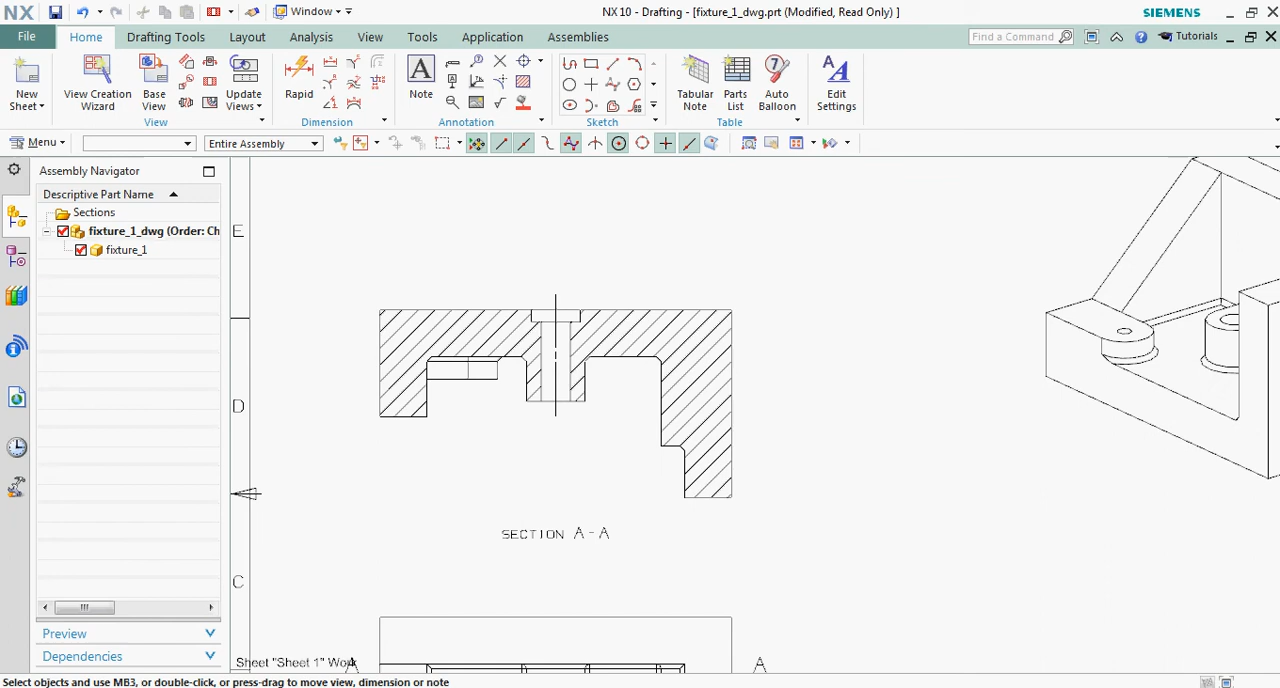 NX
Window
NX 10 - Drafting - [fixture_1_dwg.prt (Modified, Read Only) ]
SIEMENS
File
Home
Drafting Tools
Layout
Analysis
View
Tools
Application
Assemblies
Find a Command
Tutorials
New
Sheet
View Creation
Wizard
Base
View
Update
Views
Rapid
Note
Tabular
Note
Parts
List
Auto
Balloon
Edit
Settings
View
Dimension
Annotation
Sketch
Table
Menu
Entire Assembly
Assembly Navigator
Descriptive Part Name
Sections
fixture_1_dwg (Order: Ch
fixture_1
E
D
C
SECTION A-A
Preview
Dependencies
Sheet "Sheet 1" Work
A
A
Select objects and use MB3, or double-click, or press-drag to move view, dimension or note